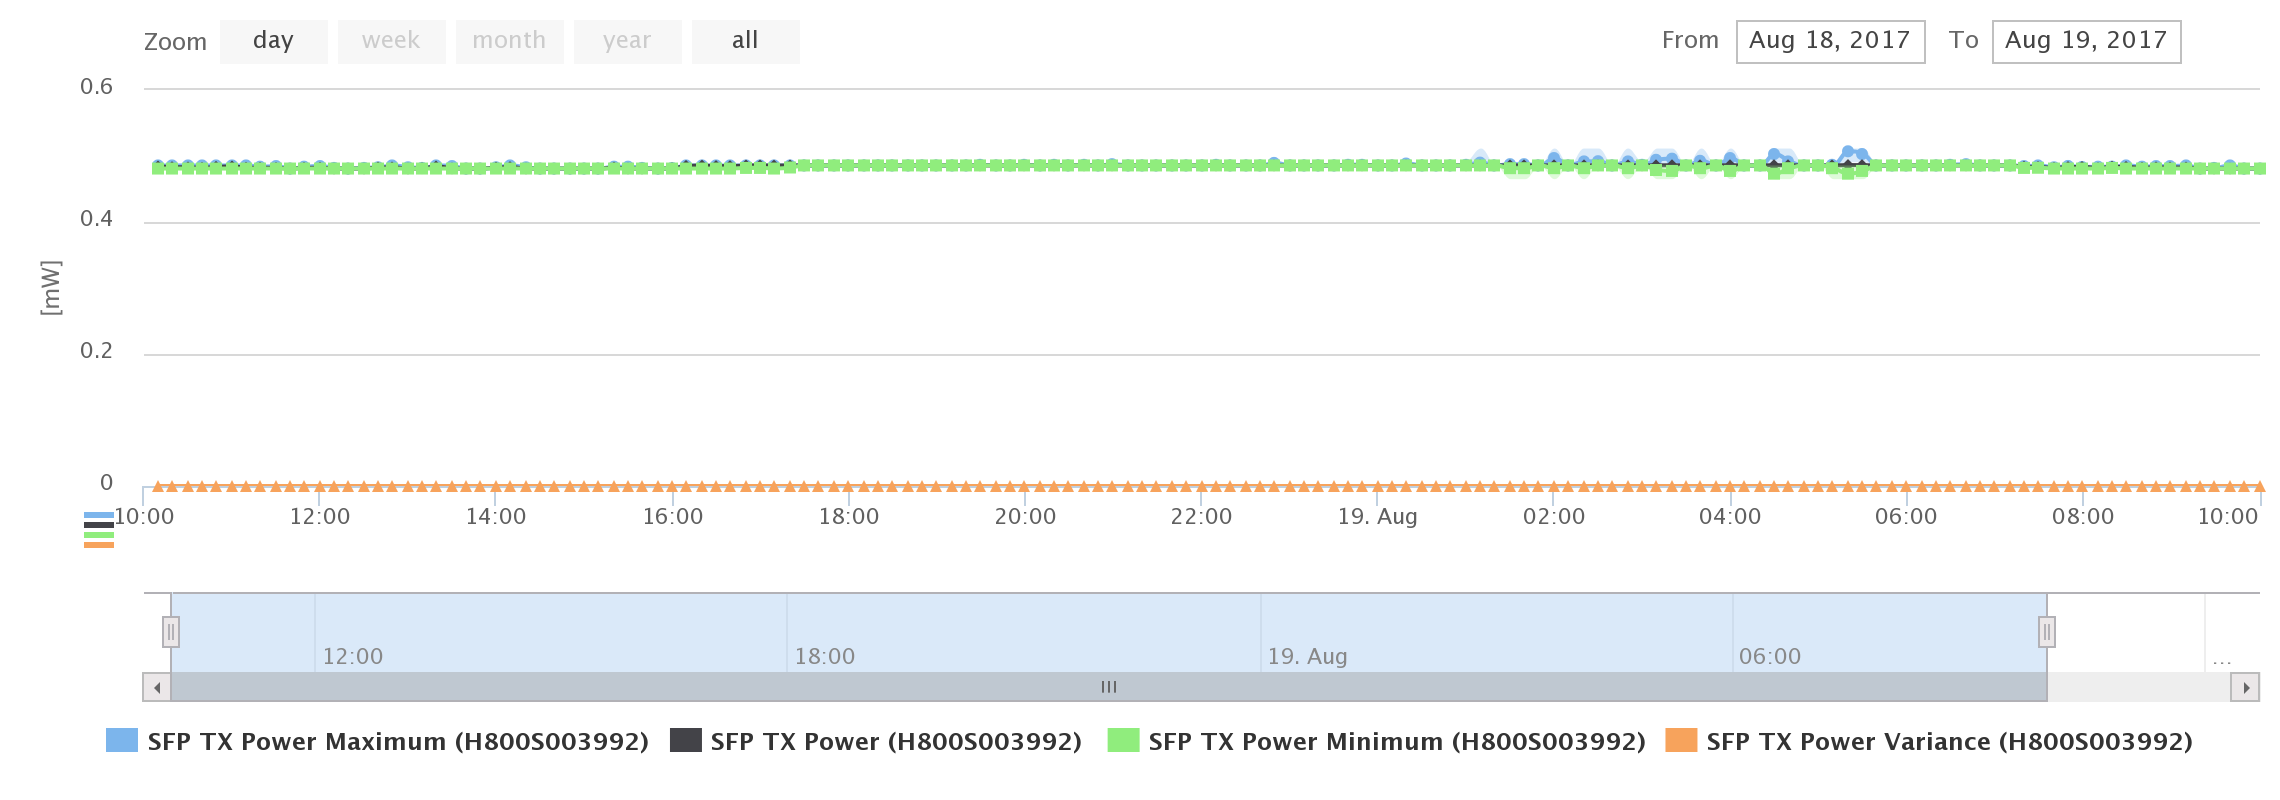 Zoom day week month year all From Aug 18, 2017 To Aug 19, 2017
0.6
0.4
[mW]
0.2
0
10:00 12:00 14:00 16:00 18:00 20:00 22:00 19. Aug 02:00 04:00 06:00 08:00 10:00
12:00 18:00 19. Aug 06:00 ...
SFP TX Power Maximum (H800S003992) SFP TX Power (H800S003992) SFP TX Power Minimum (H800S003992) SFP TX Power Variance (H800S003992)